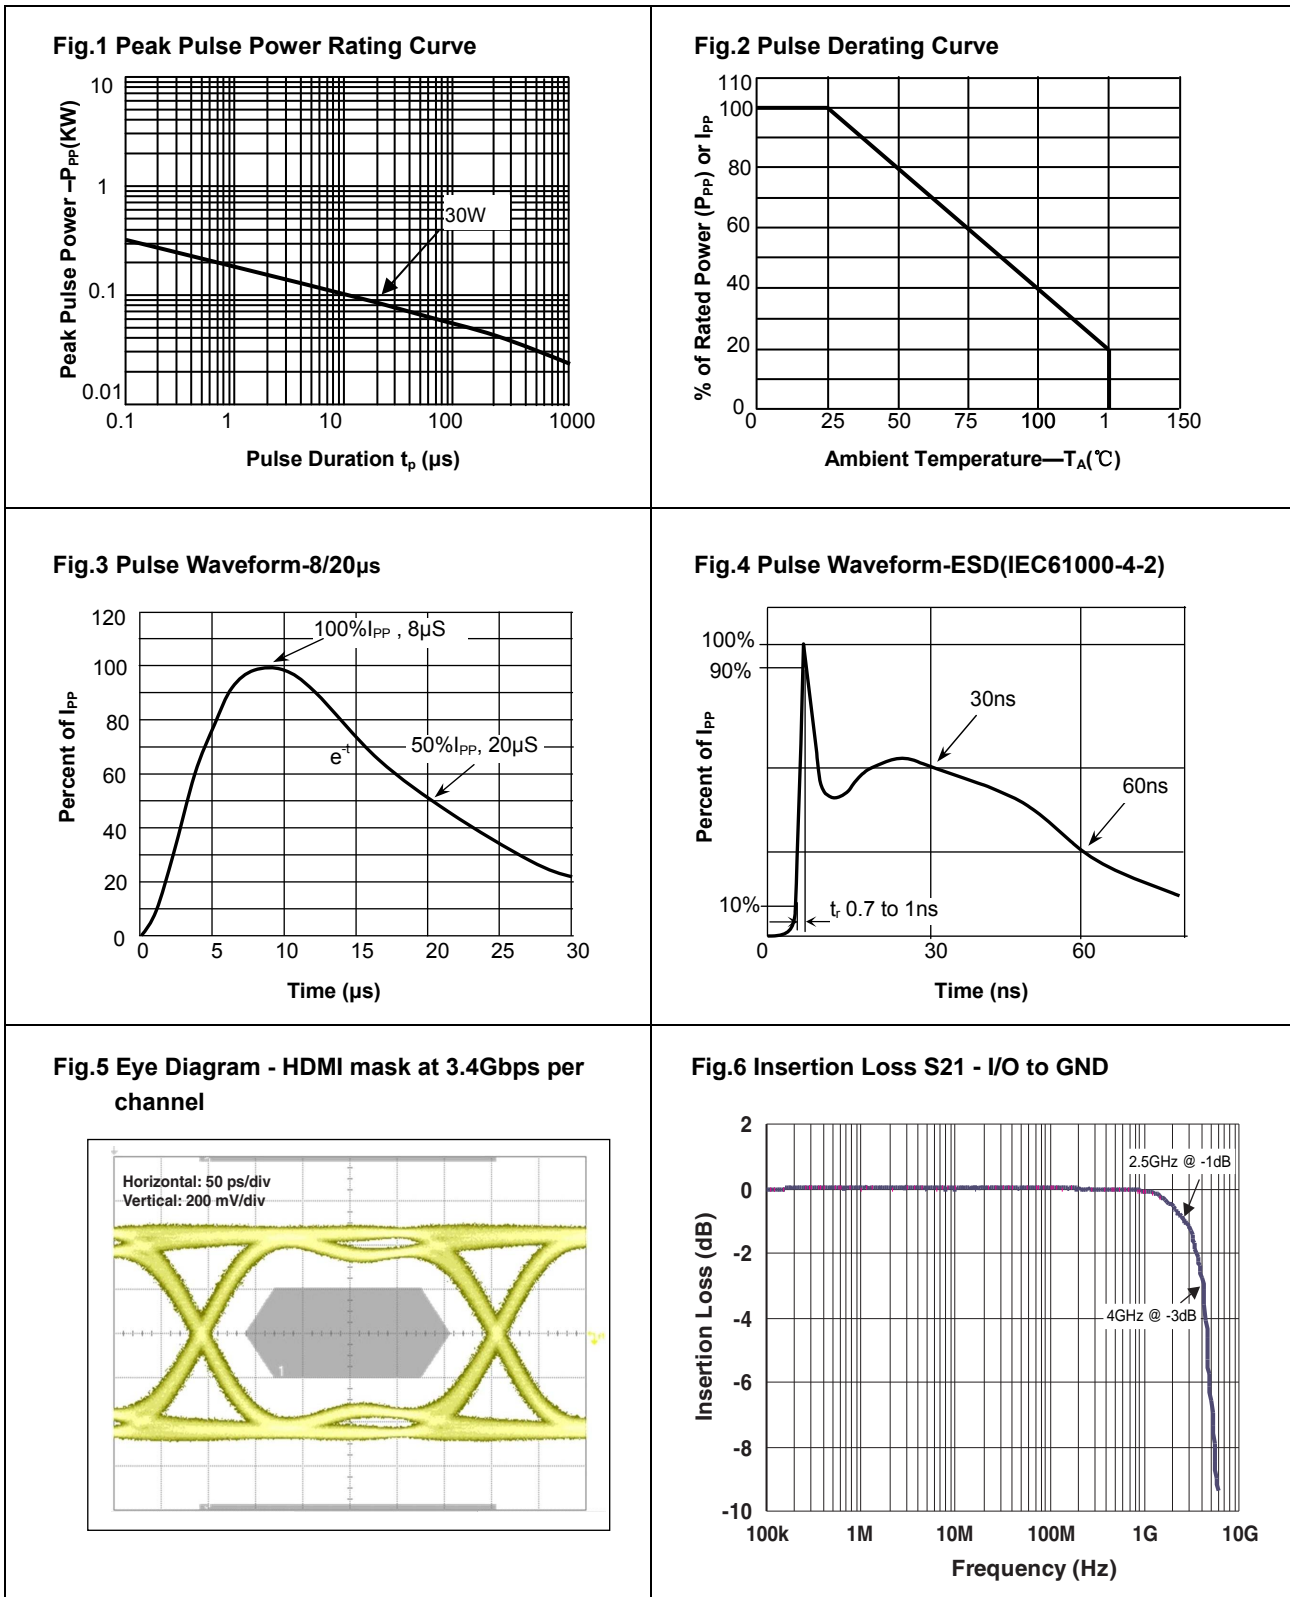 Fig.1 Peak Pulse Power Rating Curve
Peak Pulse Power –PPP(KW)
10
1
0.1
0.01
30W
0.1 1 10 100 1000
Pulse Duration tp (µs)
Fig.2 Pulse Derating Curve
% of Rated Power (PPP) or IPP
110
100
80
60
40
20
0
0 25 50 75 100 1 150
Ambient Temperature—TA(℃)
Fig.3 Pulse Waveform-8/20µs
Percent of IPP
120
100
80
60
40
20
0
100%IPP , 8µS
e-t
50%IPP, 20µS
0 5 10 15 20 25 30
Time (µs)
Fig.4 Pulse Waveform-ESD(IEC61000-4-2)
Percent of IPP
100%
90%
10%
30ns
60ns
tr 0.7 to 1ns
0 30 60
Time (ns)
Fig.5 Eye Diagram - HDMI mask at 3.4Gbps per
channel
Horizontal: 50 ps/div
Vertical: 200 mV/div
1
Fig.6 Insertion Loss S21 - I/O to GND
Insertion Loss (dB)
2
0
-2
-4
-6
-8
-10
2.5GHz @ -1dB
4GHz @ -3dB
100k 1M 10M 100M 1G 10G
Frequency (Hz)